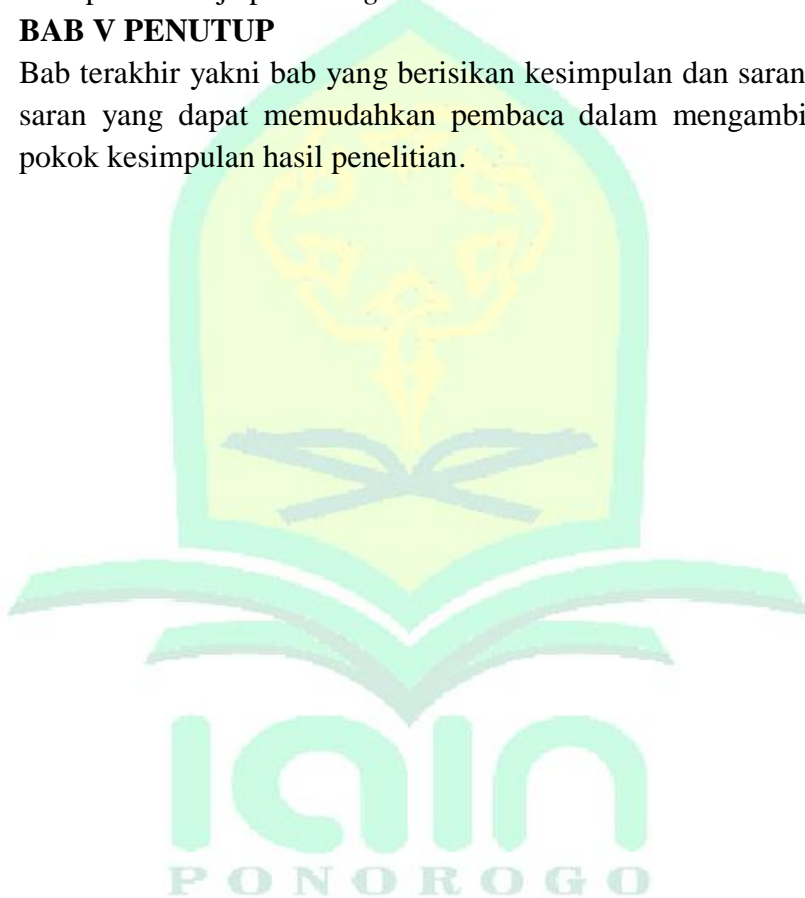 BAB V PENUTUP
Bab terakhir yakni bab yang berisikan kesimpulan dan saran
saran yang dapat memudahkan pembaca dalam mengambi
pokok kesimpulan hasil penelitian.
iain
PONOROGO